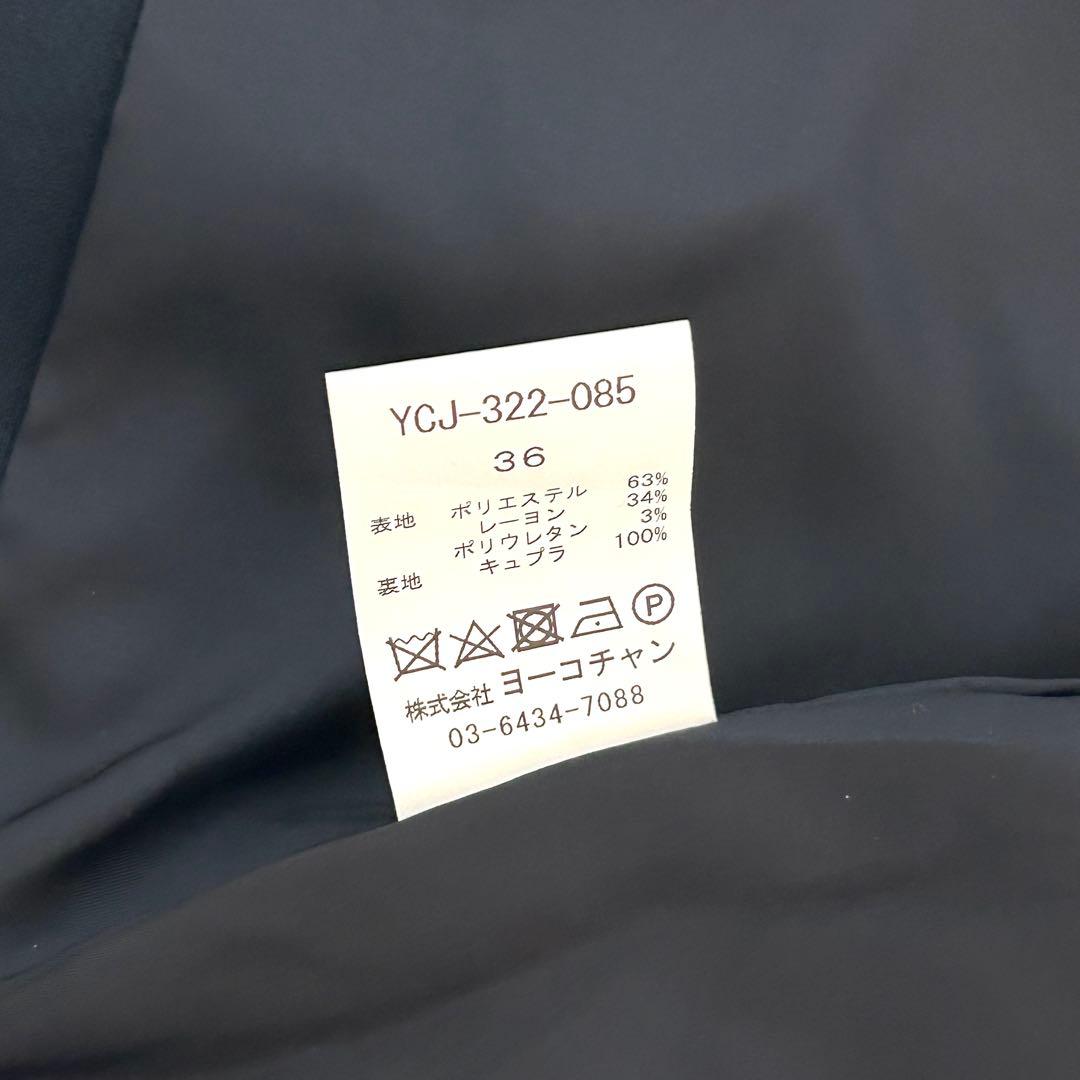 YCJ-322-085
36
表地 ポリエステル 63%
レーヨン 34%
ポリウレタン 3%
裏地 キュプラ 100%
P
株式会社 ヨーコチャン
03-6434-7088